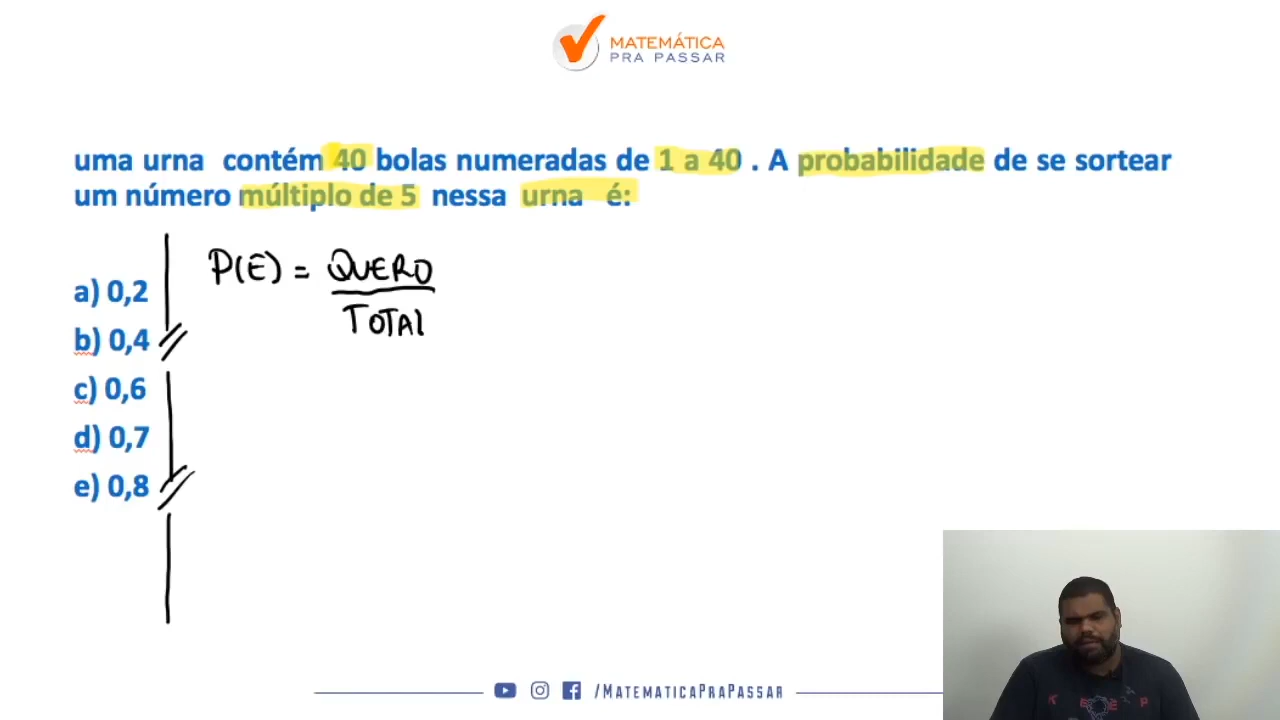 MATEMÁTICA
PRA PASSAR
uma urna contém 40 bolas numeradas de 1 a 40 . A probabilidade de se sortear
um número múltiplo de 5 nessa urna é:
P(E) = QUERO
TOTAL
a) 0,2
b) 0,4
c) 0,6
d) 0,7
e) 0,8
/MATEMATICAPRAPASSAR